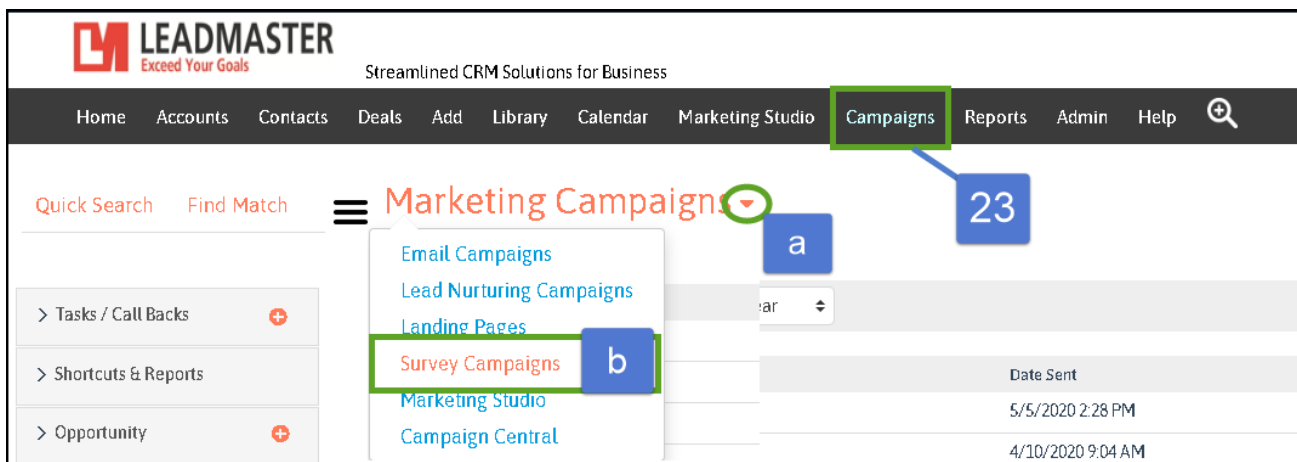 LEADMASTER
Exceed Your Goals
Streamlined CRM Solutions for Business
Home Accounts Contacts Deals Add Library Calendar Marketing Studio Campaigns Reports Admin Help
23
Quick Search Find Match
Marketing Campaigns
a
Email Campaigns
Lead Nurturing Campaigns
Landing Pages
Survey Campaigns
b
Marketing Studio
Campaign Central
Tasks / Call Backs
Shortcuts & Reports
Opportunity
Date Sent
5/5/2020 2:28 PM
4/10/2020 9:04 AM